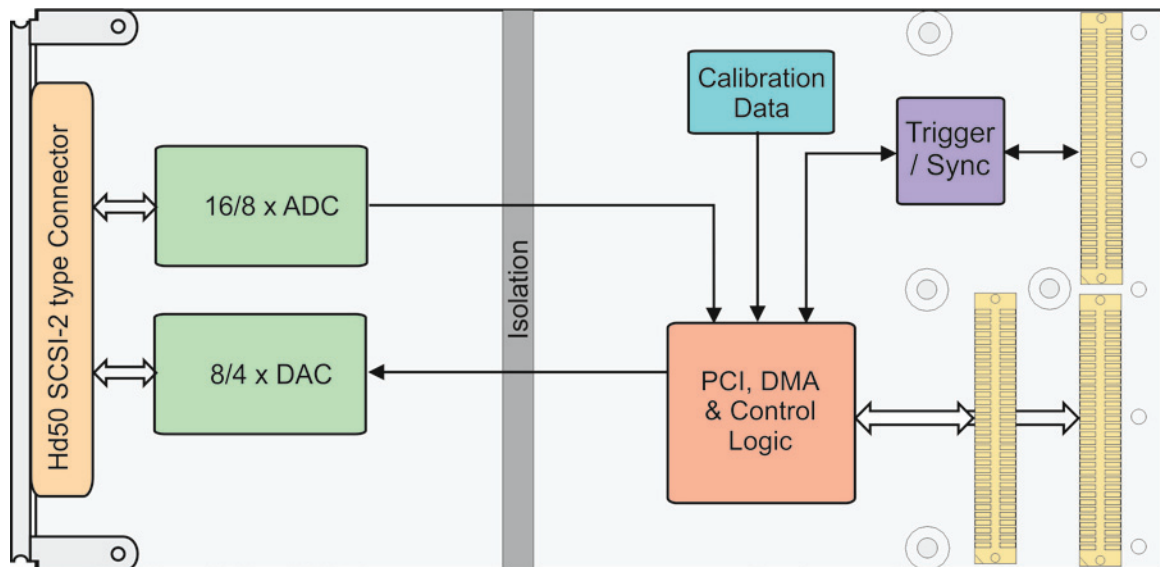 Hd50 SCSI-2 type Connector
16/8 x ADC
8/4 x DAC
Isolation
Calibration
Data
Trigger
/ Sync
PCI, DMA
& Control
Logic